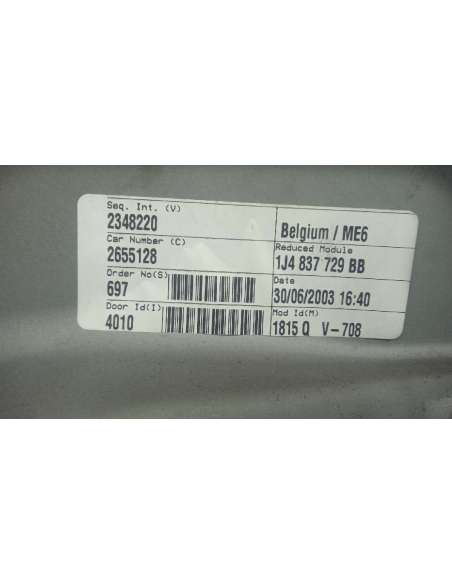 Seq. Int. (V)
2348220
Belgium / ME6
Car Number (C)
2655128
Reduced Module
1J4 837 729 BB
Order No(S)
697
Date
30/06/2003 16:40
Door Id(I)
4010
Mod Id(M)
1815 Q V-708